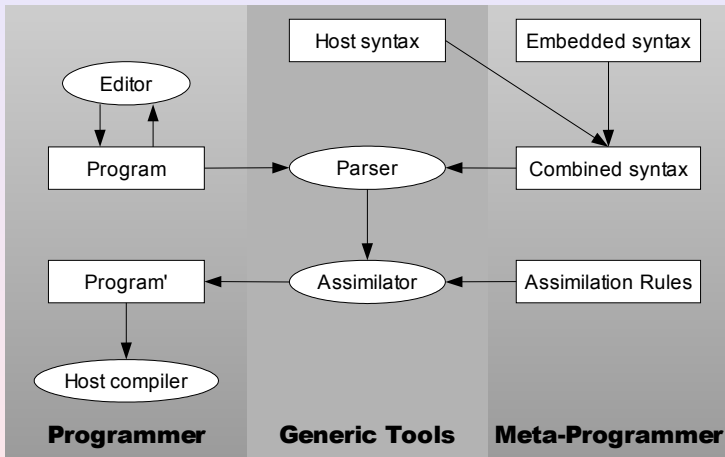 Host syntax
Embedded syntax
Editor
Program
Parser
Combined syntax
Program'
Assimilator
Assimilation Rules
Host compiler
Programmer
Generic Tools
Meta-Programmer